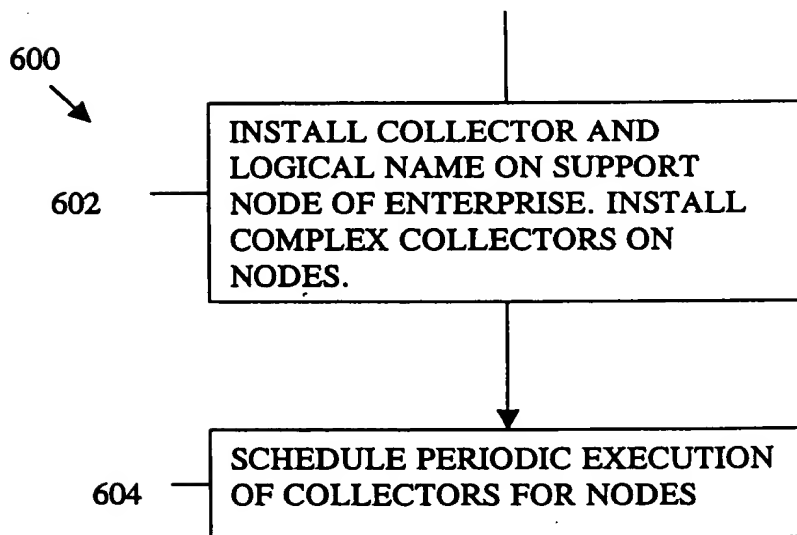 600
INSTALL COLLECTOR AND
LOGICAL NAME ON SUPPORT
602
NODE OF ENTERPRISE. INSTALL
COMPLEX COLLECTORS ON
NODES.
SCHEDULE PERIODIC EXECUTION
604
OF COLLECTORS FOR NODES